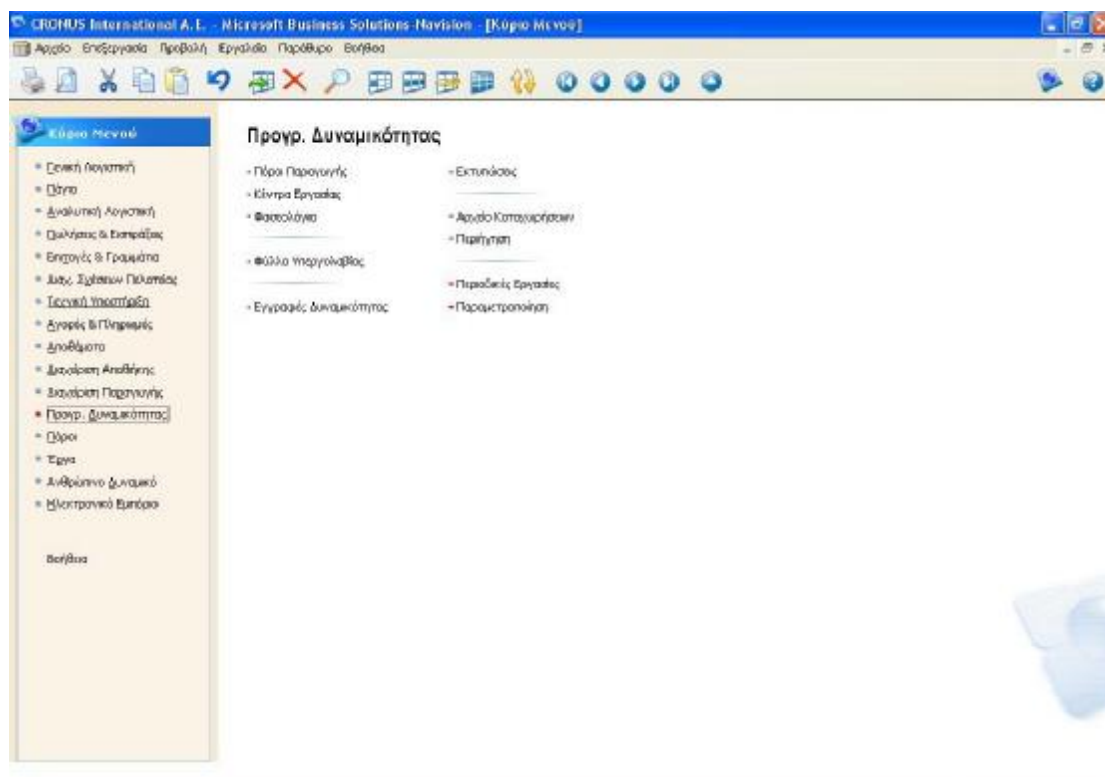 CRONUS International A.E. - Microsoft Business Solutions-Navision - [Κύριο Μενού]
Αρχείο Επεξεργασία Προβολή Εργαλεία Παράθυρο Βοήθεια
Κύριο Μενού
Γενική Λογιστική
Πάγια
Αναλυτική Λογιστική
Πωλήσεις & Εισπράξεις
Επιταγές & Γραμμάτια
Διαχ. Σχέσεων Πελατείας
Τεχνική Υποστήριξη
Αγορές & Πληρωμές
Αποθέματα
Διαχείριση Αποθήκης
Διαχείριση Παραγωγής
Προγρ. Δυναμικότητας
Πόροι
Έργα
Ανθρώπινο Δυναμικό
Ηλεκτρονικό Εμπόριο
Βοήθεια
Προγρ. Δυναμικότητας
Πόροι Παραγωγής
Κέντρα Εργασίας
Φασεολόγια
Φύλλα Υπεργολαβίας
Εγγραφές Δυναμικότητας
Εκτυπώσεις
Αρχείο Καταχωρήσεων
Περιήγηση
Περιοδικές Εργασίες
Παραμετροποίηση